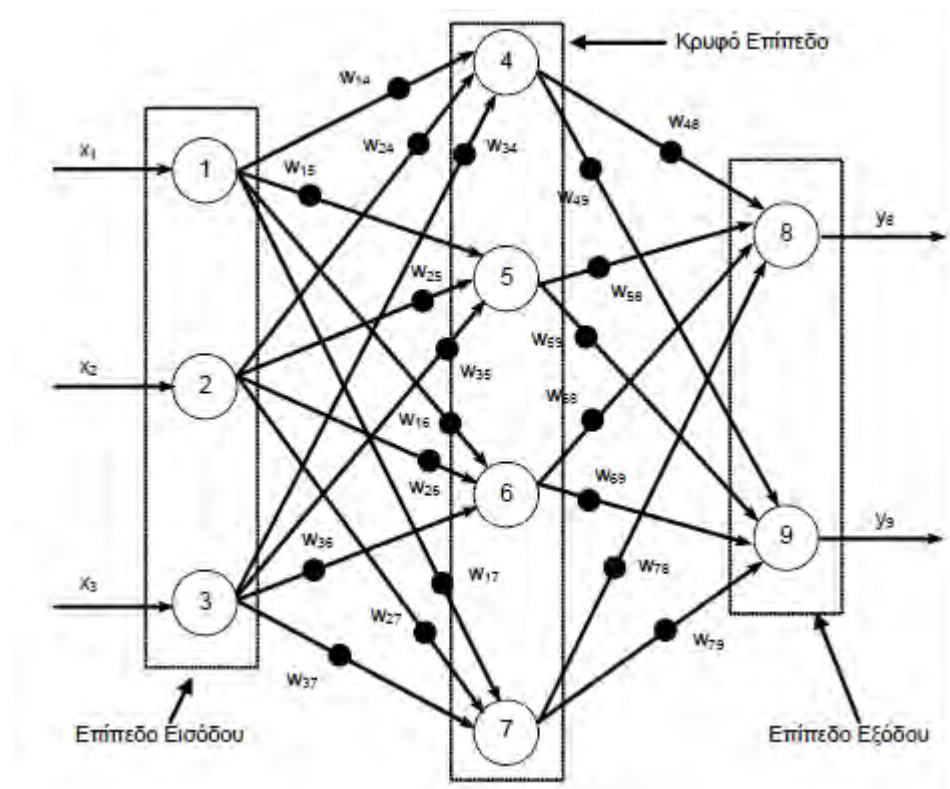 Κρυφό Επίπεδο
4
w₁₄
w₄₈
w₂₄
w₃₄
x₁
1
w₁₅
w₄₉
y₈
8
w₂₅
5
w₅₈
x₂
2
w₅₉
w₃₅
w₆₈
w₁₆
w₂₆
6
w₆₉
9
y₉
w₃₆
x₃
3
w₁₇
w₇₈
w₂₇
w₇₉
w₃₇
7
Επίπεδο Εισόδου
Επίπεδο Εξόδου